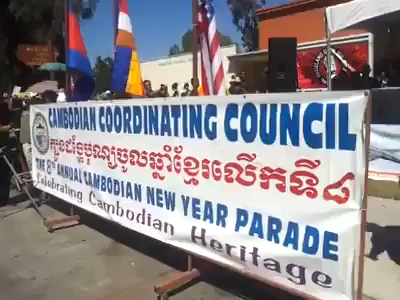 CAMBODIAN COORDINATING COUNCIL
ក្បួនដង្ហែបុណ្យចូលឆ្នាំខ្មែរលើកទី៨
THE 8TH ANNUAL CAMBODIAN NEW YEAR PARADE
Celebrating Cambodian Heritage